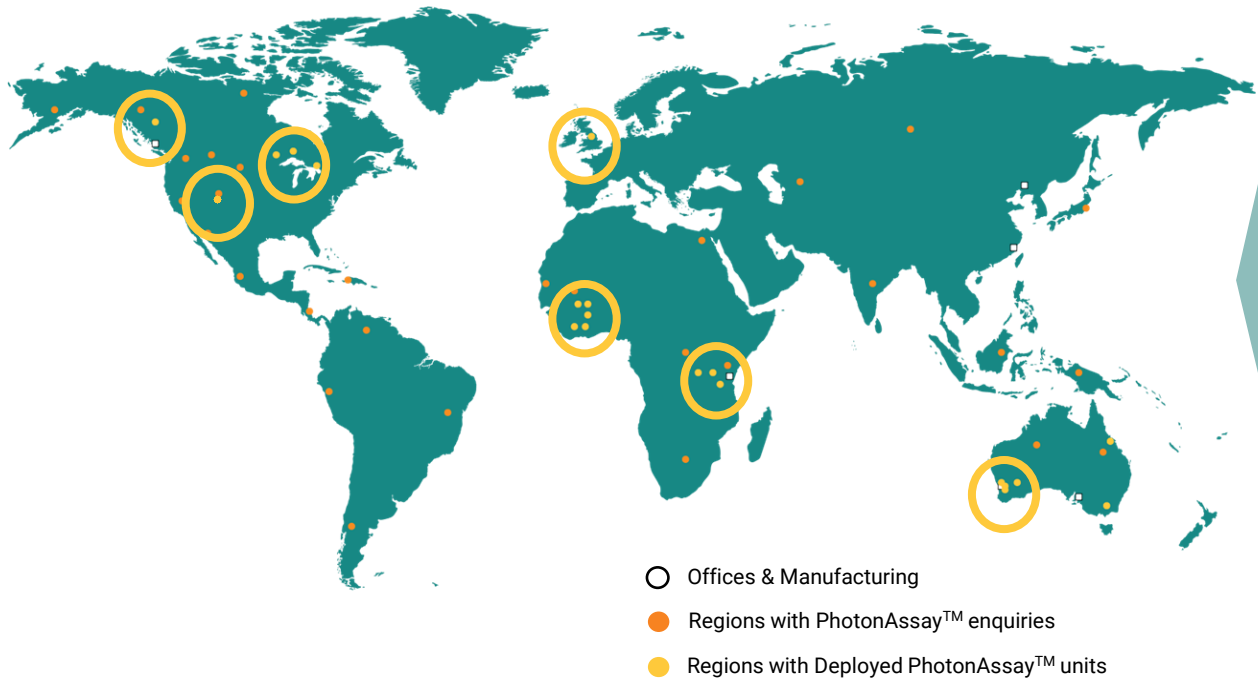 Offices & Manufacturing
Regions with PhotonAssay™ enquiries
Regions with Deployed PhotonAssay™ units